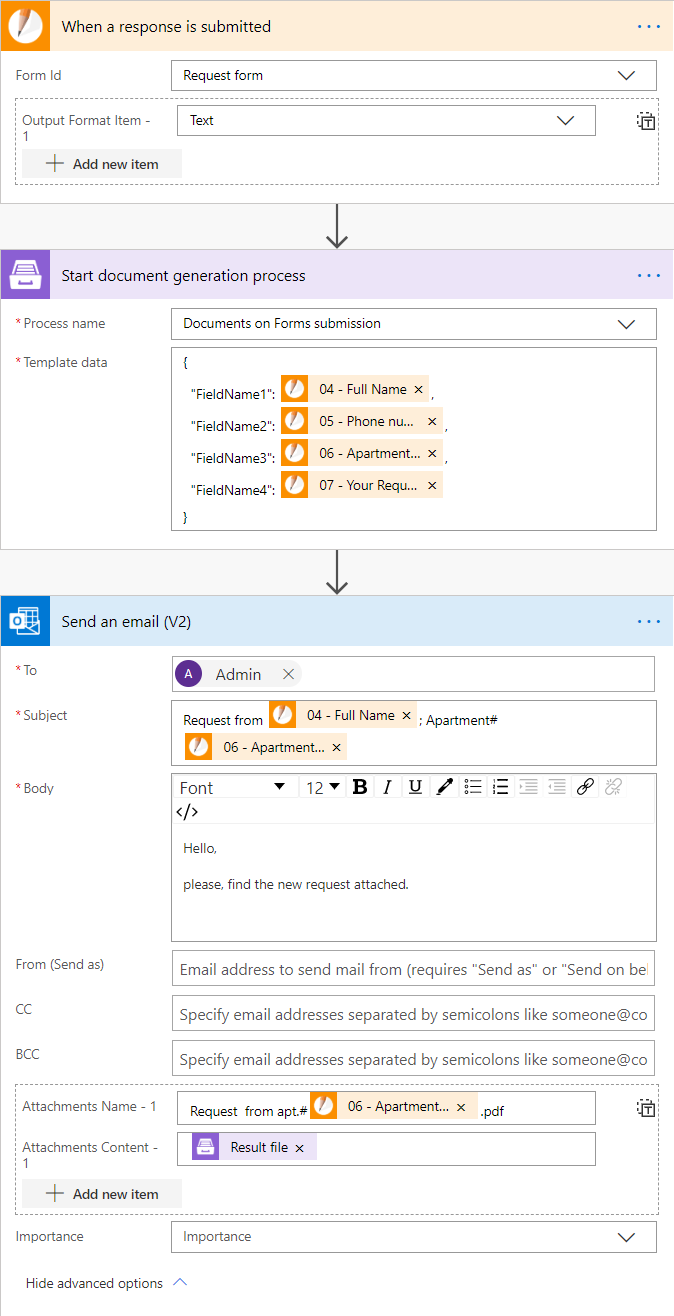 When a response is submitted
Form Id
Request form
Output Format Item - 1
Text
Add new item
Start document generation process
* Process name
Documents on Forms submission
* Template data
{
"FieldName1": 04 - Full Name × ,
"FieldName2": 05 - Phone nu... × ,
"FieldName3": 06 - Apartment... × ,
"FieldName4": 07 - Your Requ... ×
}
Send an email (V2)
* To
A Admin ×
* Subject
Request from 04 - Full Name × ; Apartment#
06 - Apartment... ×
* Body
Font 12 B I U
</>
Hello,
please, find the new request attached.
From (Send as)
Email address to send mail from (requires "Send as" or "Send on bel
CC
Specify email addresses separated by semicolons like someone@co
BCC
Specify email addresses separated by semicolons like someone@co
Attachments Name - 1
Request from apt.# 06 - Apartment... × .pdf
Attachments Content - 1
Result file ×
Add new item
Importance
Importance
Hide advanced options